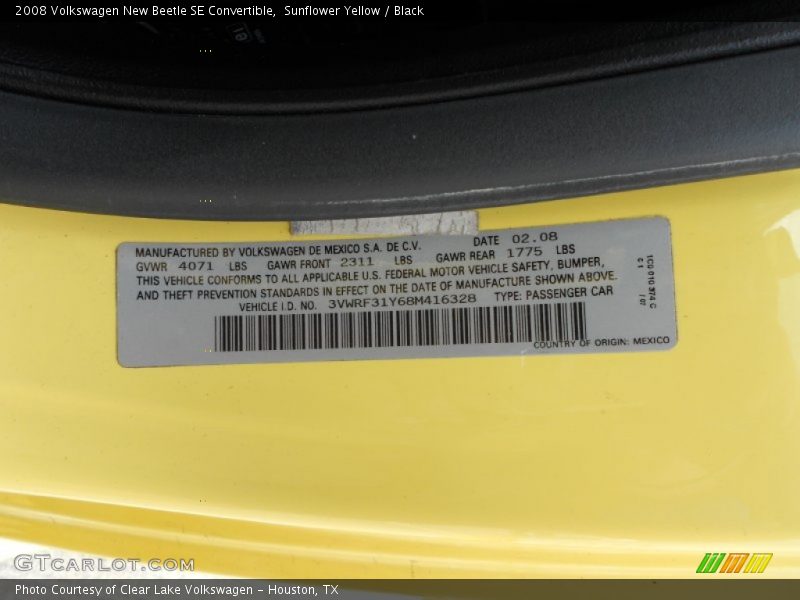 2008 Volkswagen New Beetle SE Convertible,  Sunflower Yellow / Black
MANUFACTURED BY VOLKSWAGEN DE MEXICO S.A. DE C.V. DATE 02.08
GVWR 4071 LBS GAWR FRONT 2311 LBS GAWR REAR 1775 LBS
THIS VEHICLE CONFORMS TO ALL APPLICABLE U.S. FEDERAL MOTOR VEHICLE SAFETY, BUMPER,
AND THEFT PREVENTION STANDARDS IN EFFECT ON THE DATE OF MANUFACTURE SHOWN ABOVE.
VEHICLE I.D. NO. 3VWRF31Y68M416328 TYPE: PASSENGER CAR
COUNTRY OF ORIGIN: MEXICO
1C0 010 374 G
GTcarlot.com
Photo Courtesy of Clear Lake Volkswagen - Houston, TX